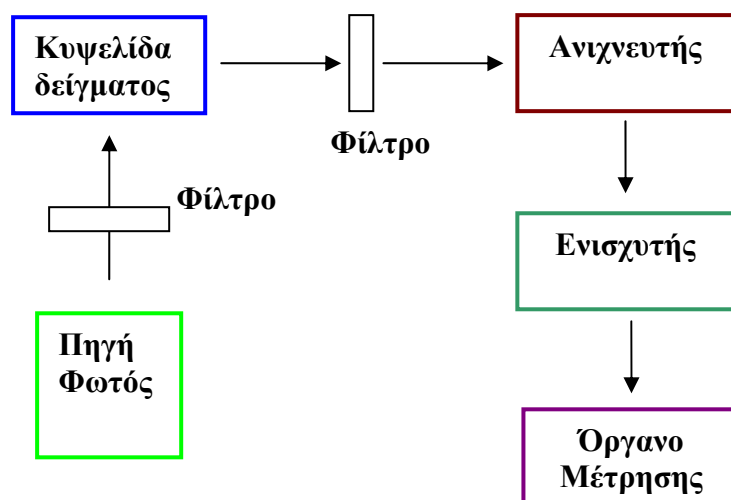 Κυψελίδα
δείγματος
Φίλτρο
Ανιχνευτής
Φίλτρο
Ενισχυτής
Πηγή
Φωτός
Όργανο
Μέτρησης